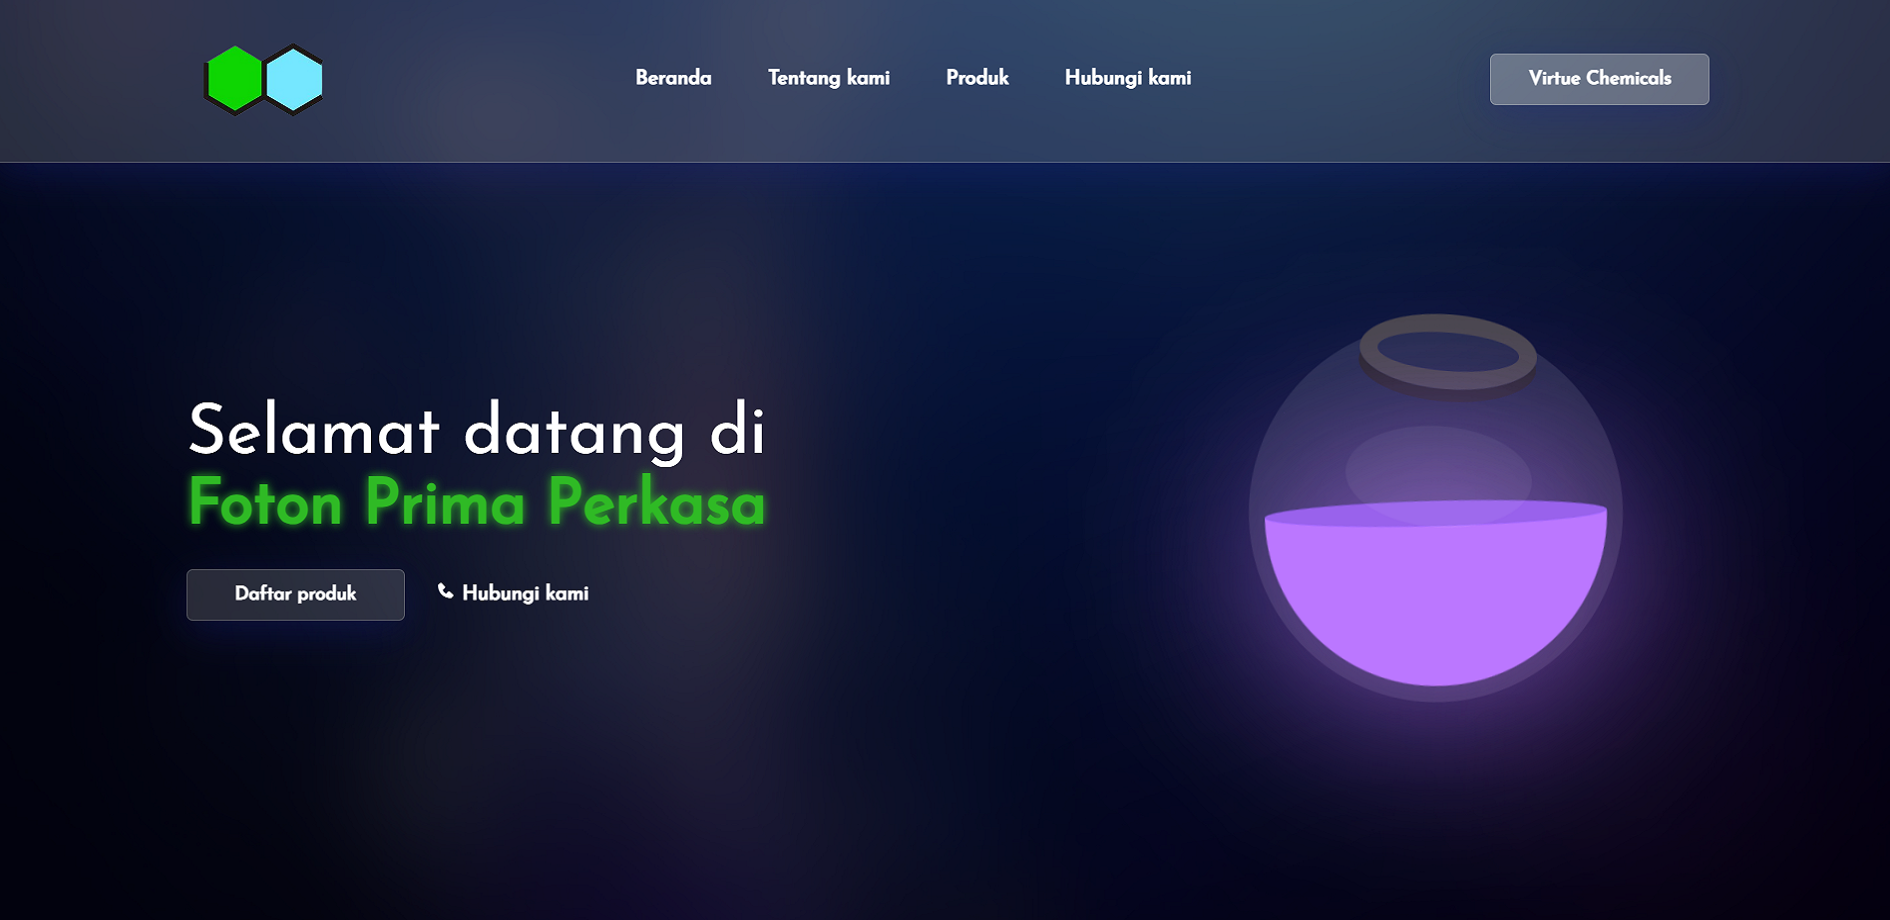 Beranda
Tentang kami
Produk
Hubungi kami
Virtue Chemicals
Selamat datang di
Foton Prima Perkasa
Daftar produk
Hubungi kami